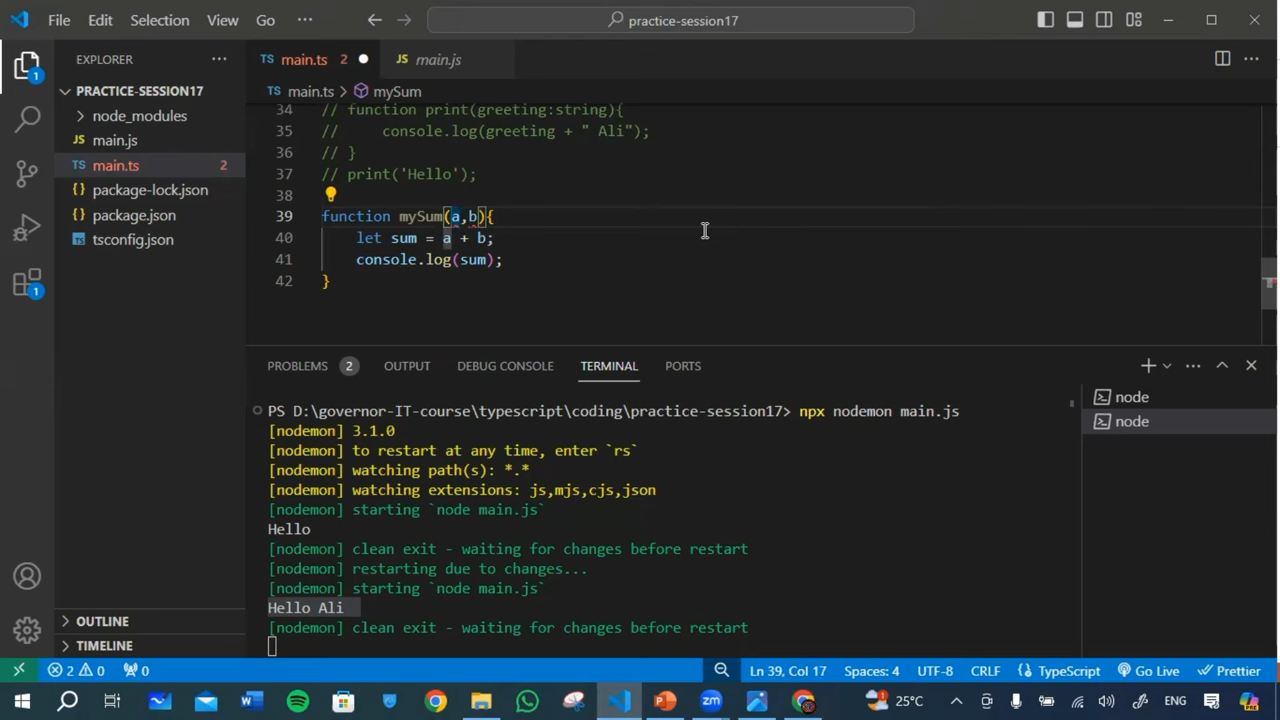 File Edit Selection View Go ··· practice-session17
EXPLORER ···
PRACTICE-SESSION17
node_modules
JS main.js
TS main.ts 2
{} package-lock.json
{} package.json
{} tsconfig.json
OUTLINE
TIMELINE
1
1
TS main.ts 2
JS main.js
TS main.ts > mySum
34 // function print(greeting:string){
35 //     console.log(greeting + " Ali");
36 // }
37 // print('Hello');
38
39 function mySum(a,b){
40     let sum = a + b;
41     console.log(sum);
42 }
PROBLEMS 2 OUTPUT DEBUG CONSOLE TERMINAL PORTS
PS D:\governor-IT-course\typescript\coding\practice-session17> npx nodemon main.js
[nodemon] 3.1.0
[nodemon] to restart at any time, enter `rs`
[nodemon] watching path(s): *.*
[nodemon] watching extensions: js,mjs,cjs,json
[nodemon] starting `node main.js`
Hello
[nodemon] clean exit - waiting for changes before restart
[nodemon] restarting due to changes...
[nodemon] starting `node main.js`
Hello Ali
[nodemon] clean exit - waiting for changes before restart
node
node
2 0 0 Ln 39, Col 17 Spaces: 4 UTF-8 CRLF {} TypeScript Go Live Prettier
25°C ENG